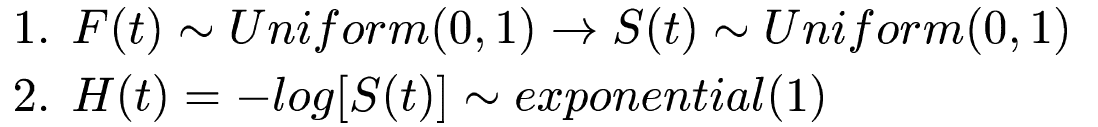 1. F(t) ∼ Uniform(0, 1) → S(t) ∼ Uniform(0, 1)
2. H(t) = −log[S(t)] ∼ exponential(1)